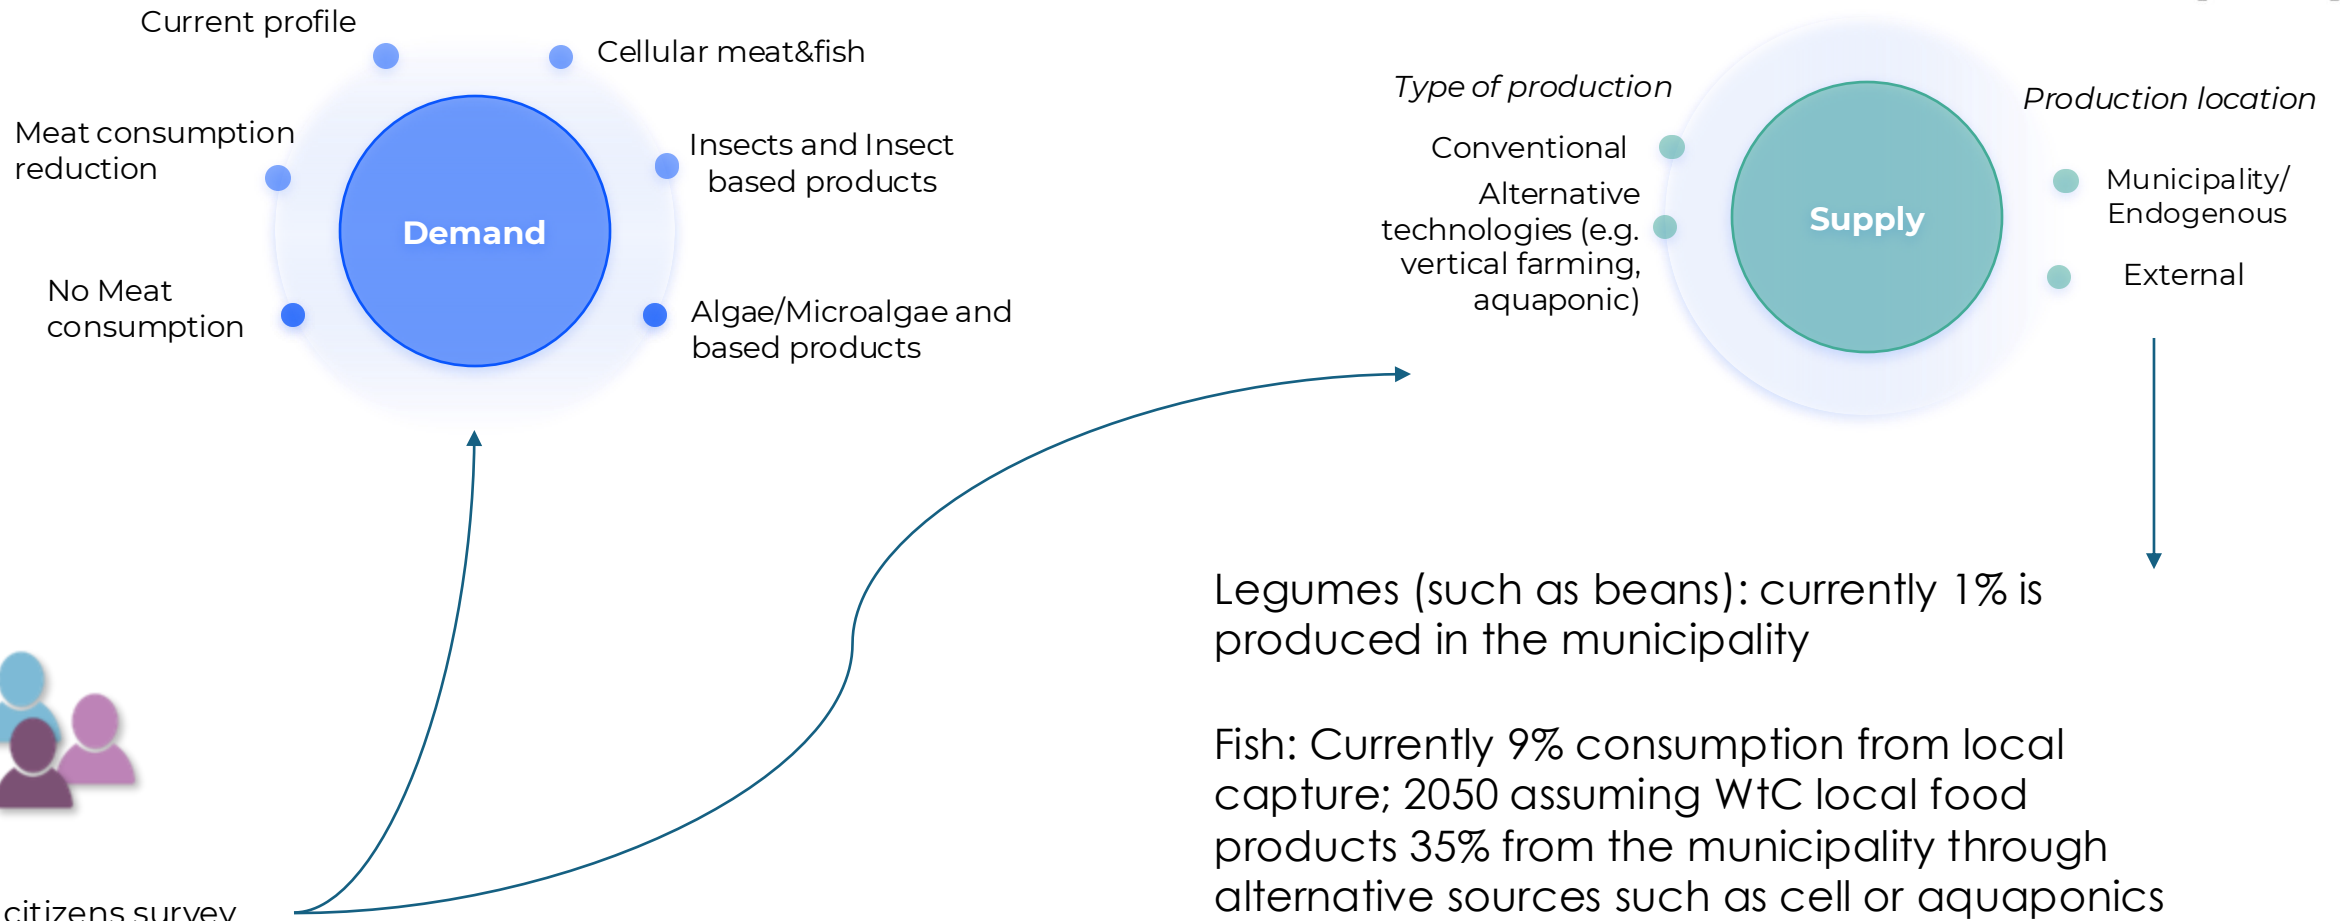 Current profile
Meat consumption
reduction
No Meat
consumption
Demand
Cellular meat&fish
Insects and Insect
based products
Algae/Microalgae and
based products
Type of production
Conventional
Alternative
technologies (e.g.
vertical farming,
aquaponic)
Supply
Production location
Municipality/
Endogenous
External
Legumes (such as beans): currently 1% is
produced in the municipality
Fish: Currently 9% consumption from local
capture; 2050 assuming WtC local food
products 35% from the municipality through
alternative sources such as cell or aquaponics
citizens survey